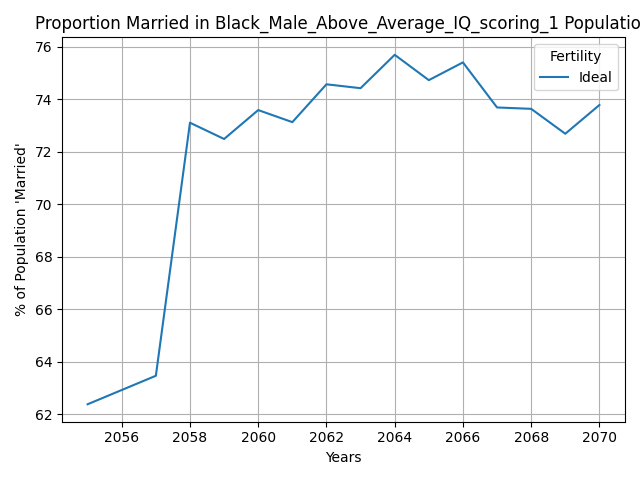 Proportion Married in Black_Male_Above_Average_IQ_scoring_1 Populatio
76
74
72
70
68
66
64
62
% of Population 'Married'
Fertility
Ideal
2056 2058 2060 2062 2064 2066 2068 2070
Years